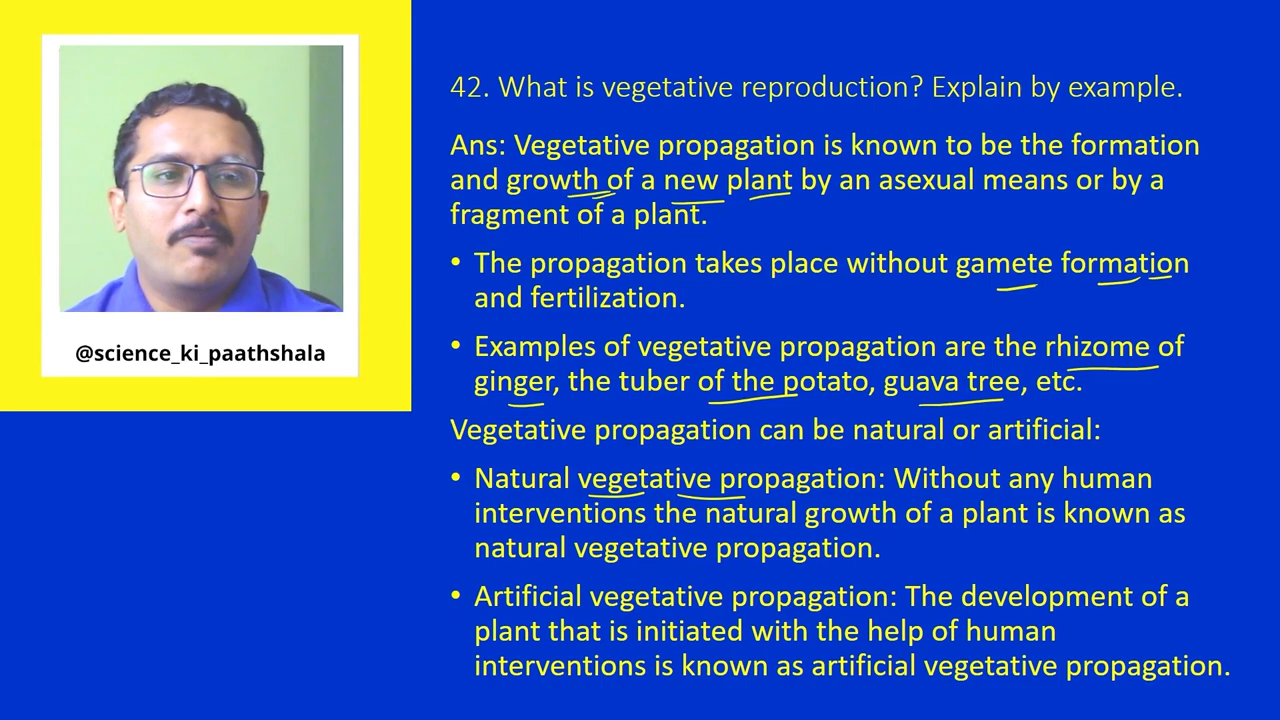 @science_ki_paathshala
42. What is vegetative reproduction? Explain by example.
Ans: Vegetative propagation is known to be the formation
and growth of a new plant by an asexual means or by a
fragment of a plant.
• The propagation takes place without gamete formation
and fertilization.
• Examples of vegetative propagation are the rhizome of
ginger, the tuber of the potato, guava tree, etc.
Vegetative propagation can be natural or artificial:
• Natural vegetative propagation: Without any human
interventions the natural growth of a plant is known as
natural vegetative propagation.
• Artificial vegetative propagation: The development of a
plant that is initiated with the help of human
interventions is known as artificial vegetative propagation.